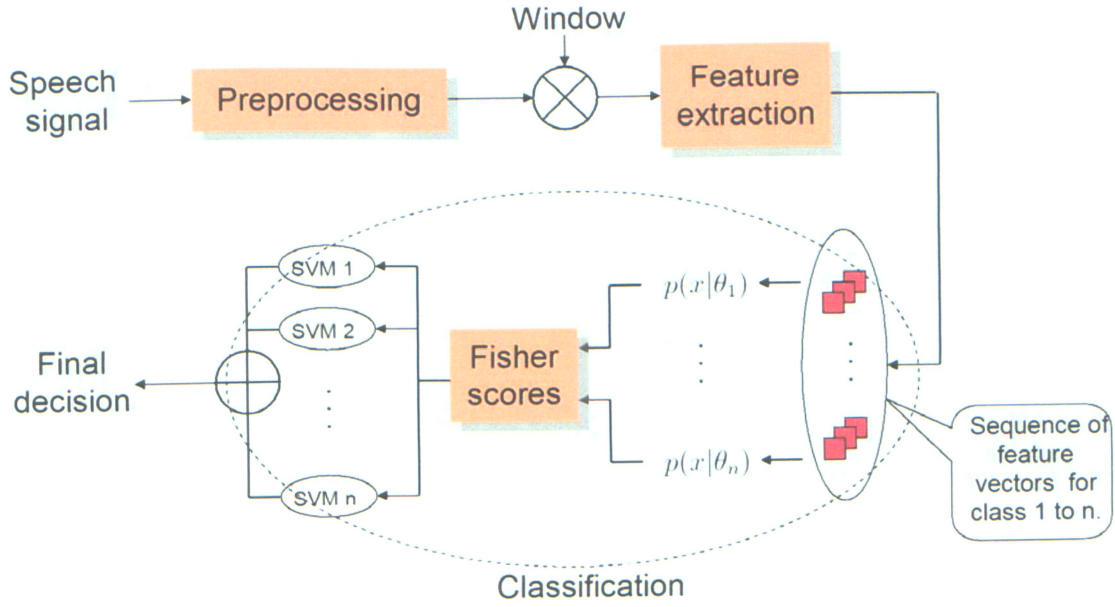 Window
Speech
signal
Preprocessing
Feature
extraction
SVM 1
SVM 2
SVM n
Final
decision
Fisher
scores
p(x|θ₁)
p(x|θₙ)
Sequence of
feature
vectors for
class 1 to n.
Classification